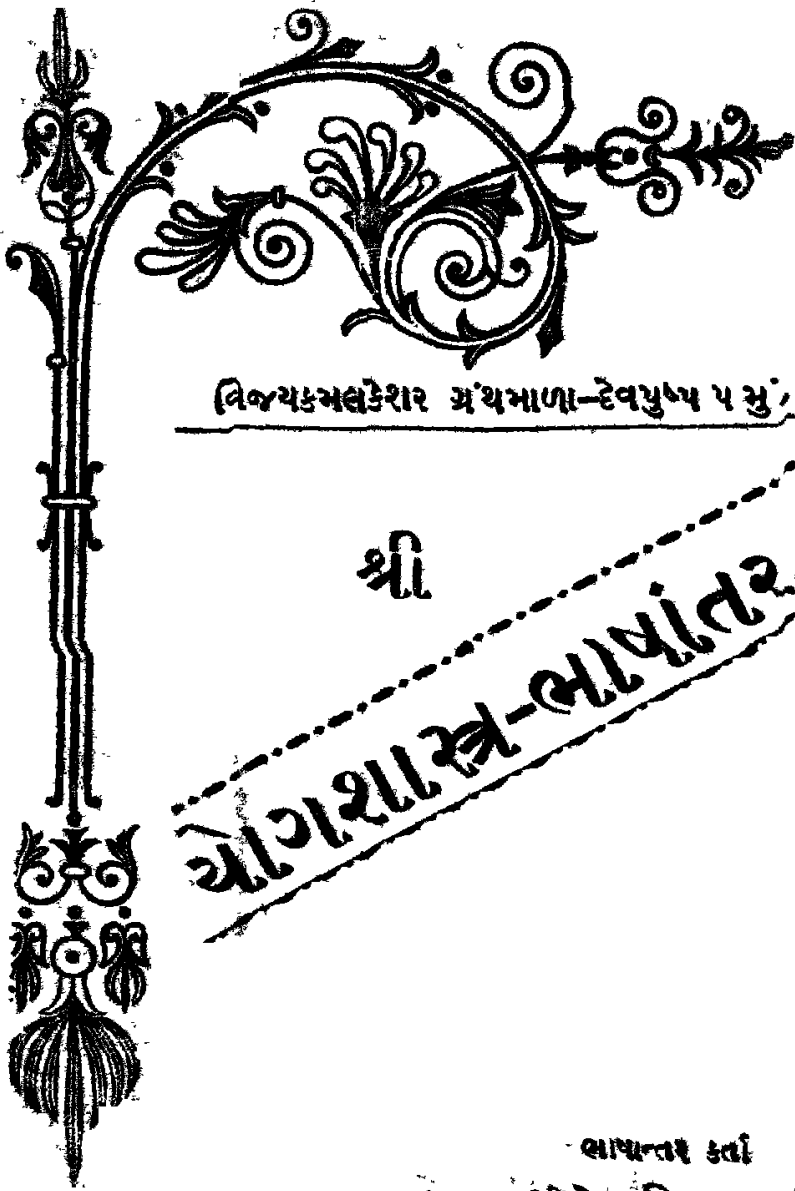 વિજયકમલકેશર ગ્રંથમાળા–દેવપુષ્પ ૫ મું.
શ્રી
યોગશાસ્ત્ર-ભાષાંતર
ભાષાન્તર કર્તા